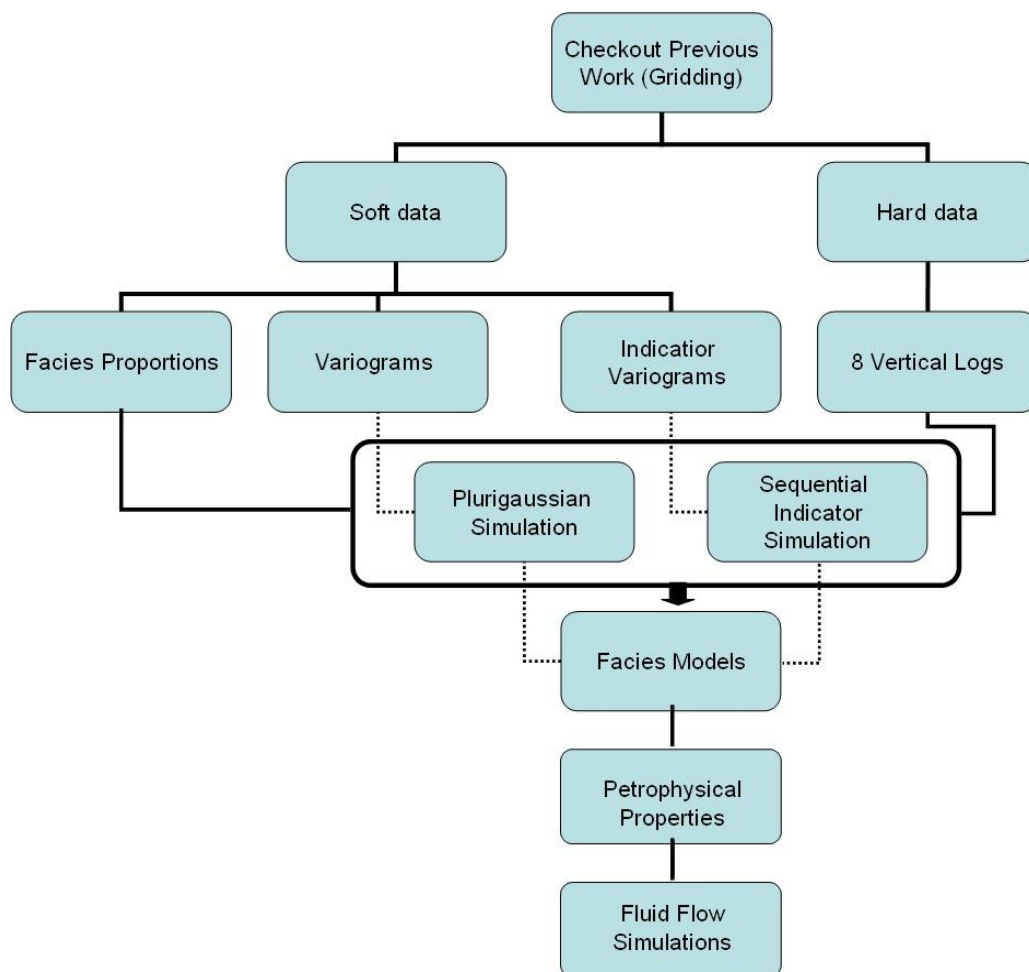 Checkout Previous
Work (Gridding)
Soft data
Hard data
Facies Proportions
Variograms
Indicatior
Variograms
8 Vertical Logs
Plurigaussian
Simulation
Sequential
Indicator
Simulation
Facies Models
Petrophysical
Properties
Fluid Flow
Simulations